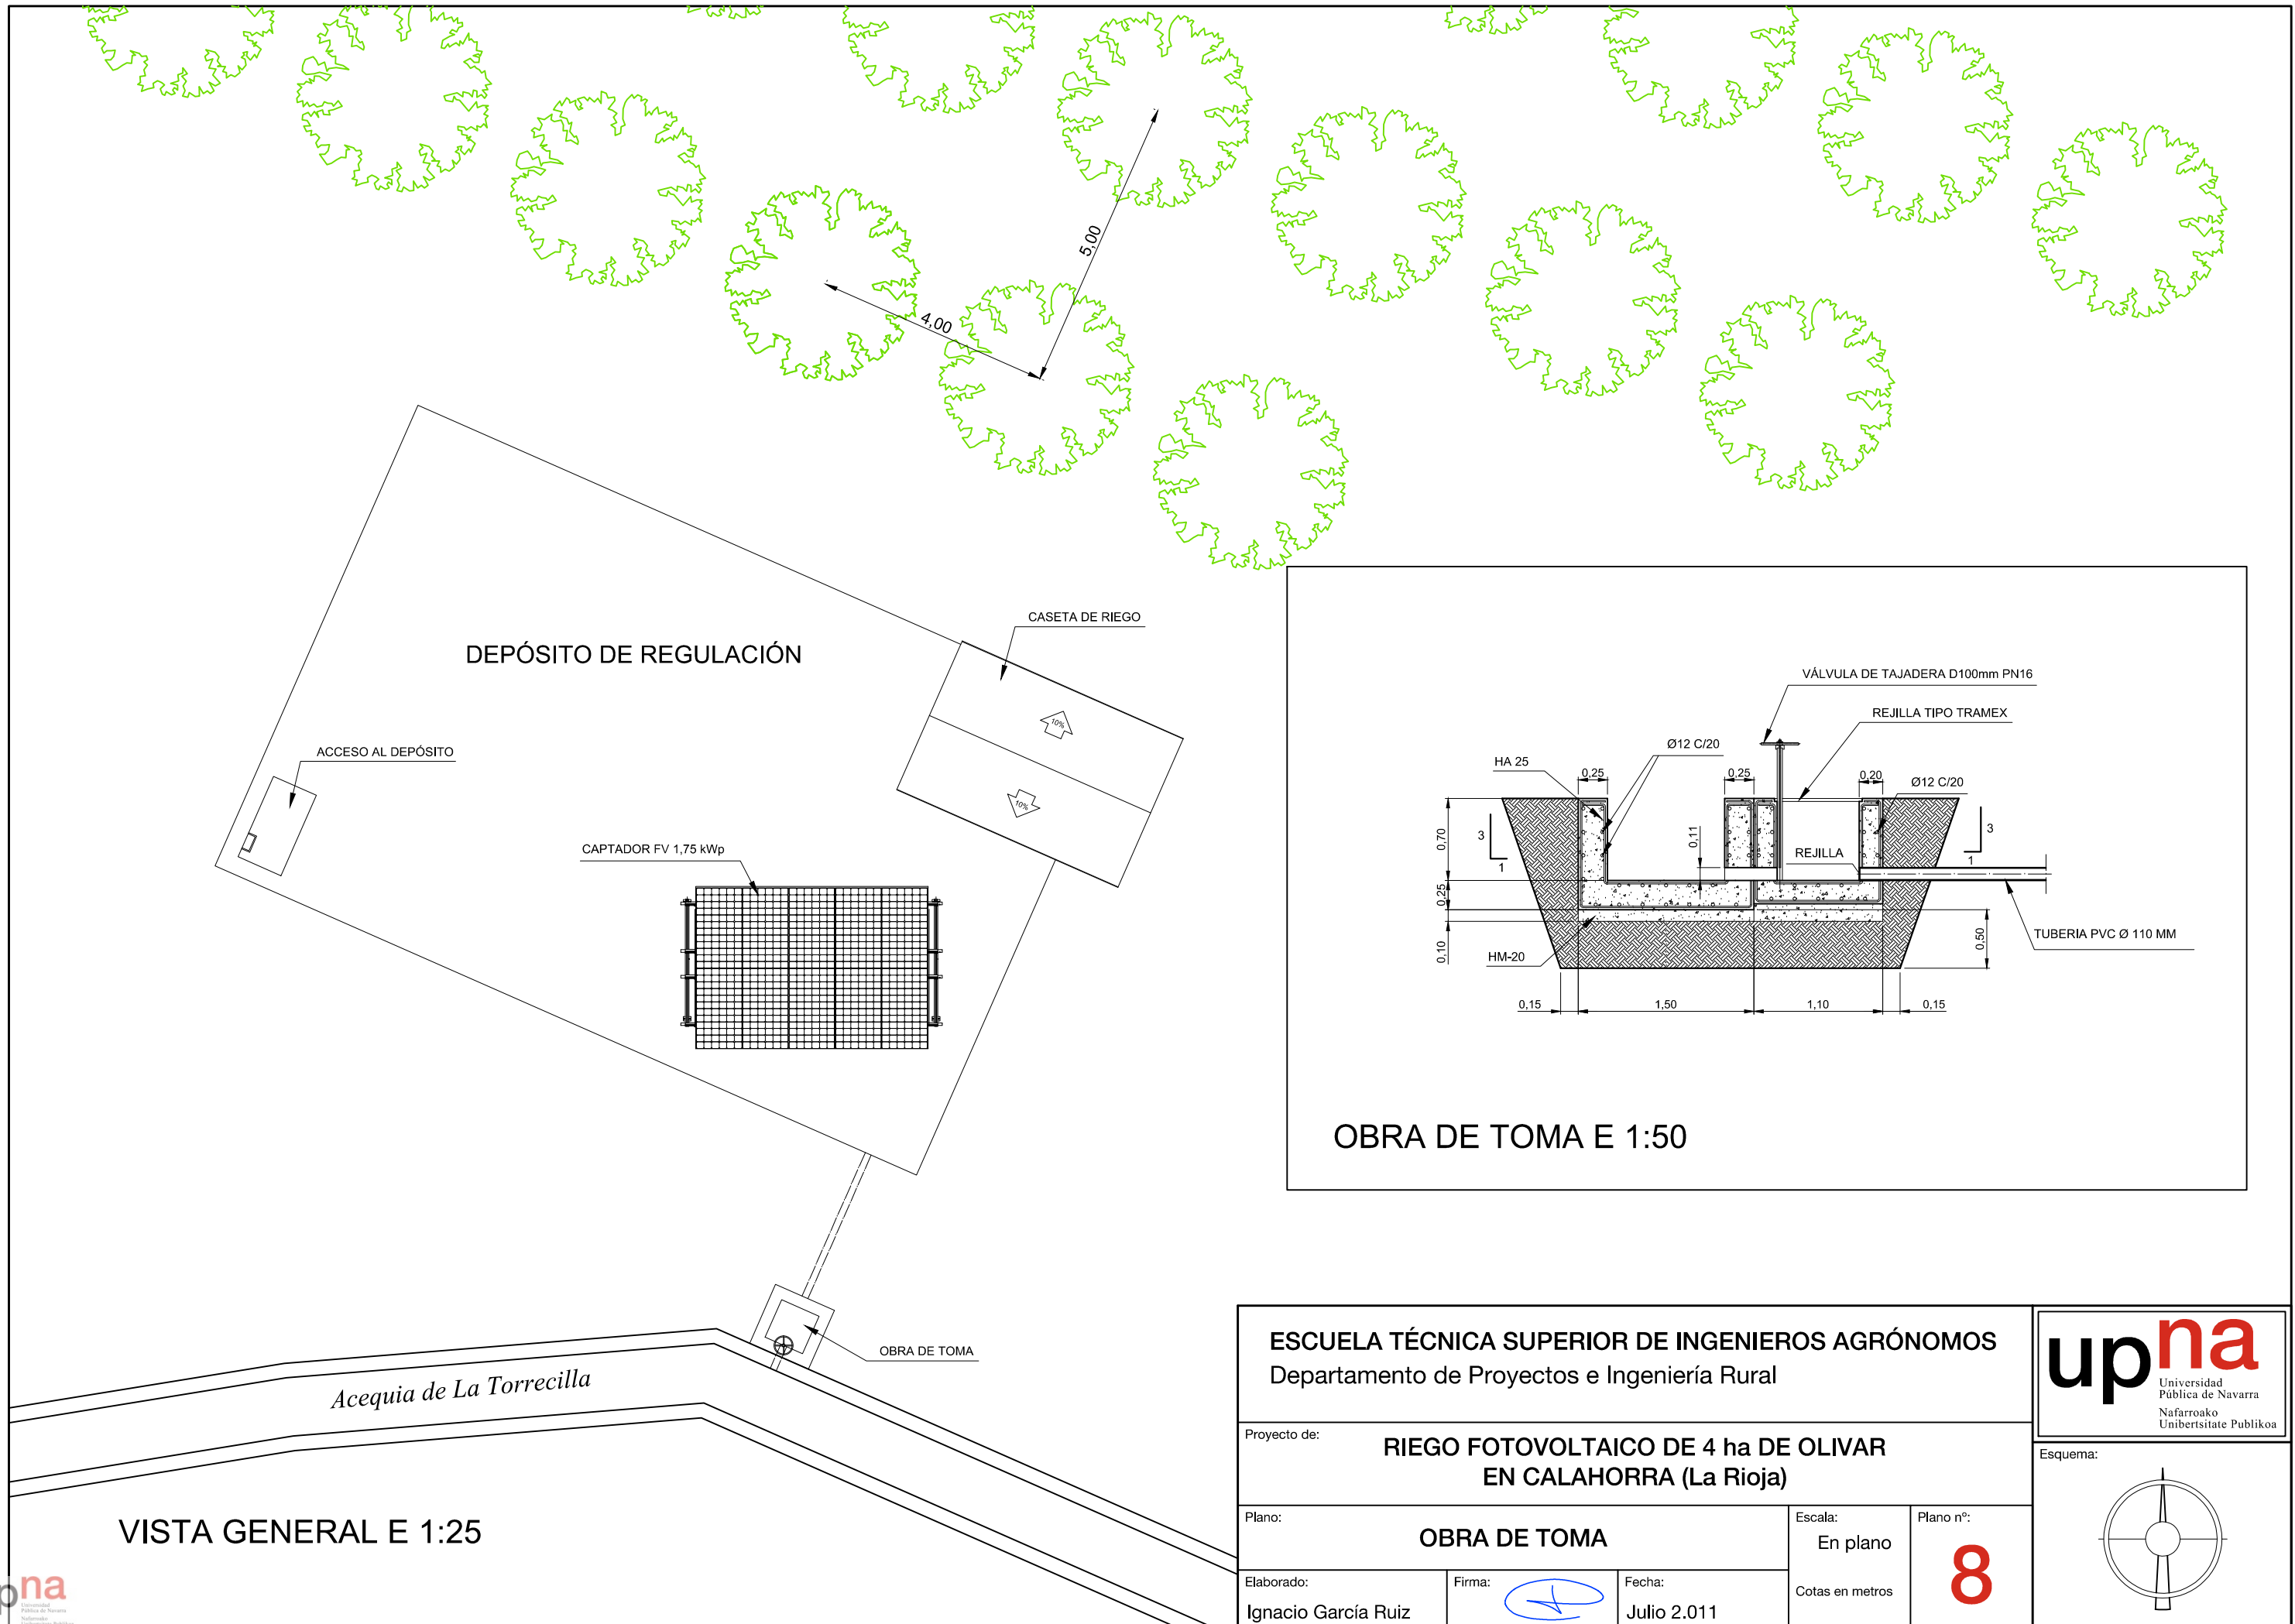 5,00
4,00
CASETA DE RIEGO
DEPÓSITO DE REGULACIÓN
10%
10%
ACCESO AL DEPÓSITO
CAPTADOR FV 1,75 kWp
VÁLVULA DE TAJADERA D100mm PN16
REJILLA TIPO TRAMEX
Ø12 C/20
HA 25
0,25
0,25
0,20
Ø12 C/20
0,70
3
1
0,11
REJILLA
3
1
0,25
0,10
HM-20
0,50
TUBERIA PVC Ø 110 MM
0,15
1,50
1,10
0,15
OBRA DE TOMA E 1:50
OBRA DE TOMA
Acequia de La Torrecilla
VISTA GENERAL E 1:25
ESCUELA TÉCNICA SUPERIOR DE INGENIEROS AGRÓNOMOS
Departamento de Proyectos e Ingeniería Rural
upna
Universidad
Pública de Navarra
Nafarroako
Unibertsitate Publikoa
Proyecto de:
RIEGO FOTOVOLTAICO DE 4 ha DE OLIVAR
EN CALAHORRA (La Rioja)
Esquema:
Plano:
OBRA DE TOMA
Escala:
En plano
Cotas en metros
Plano nº:
8
Elaborado:
Ignacio García Ruiz
Firma:
Fecha:
Julio 2.011
pna
Universidad
Pública de Navarra
Nafarroako